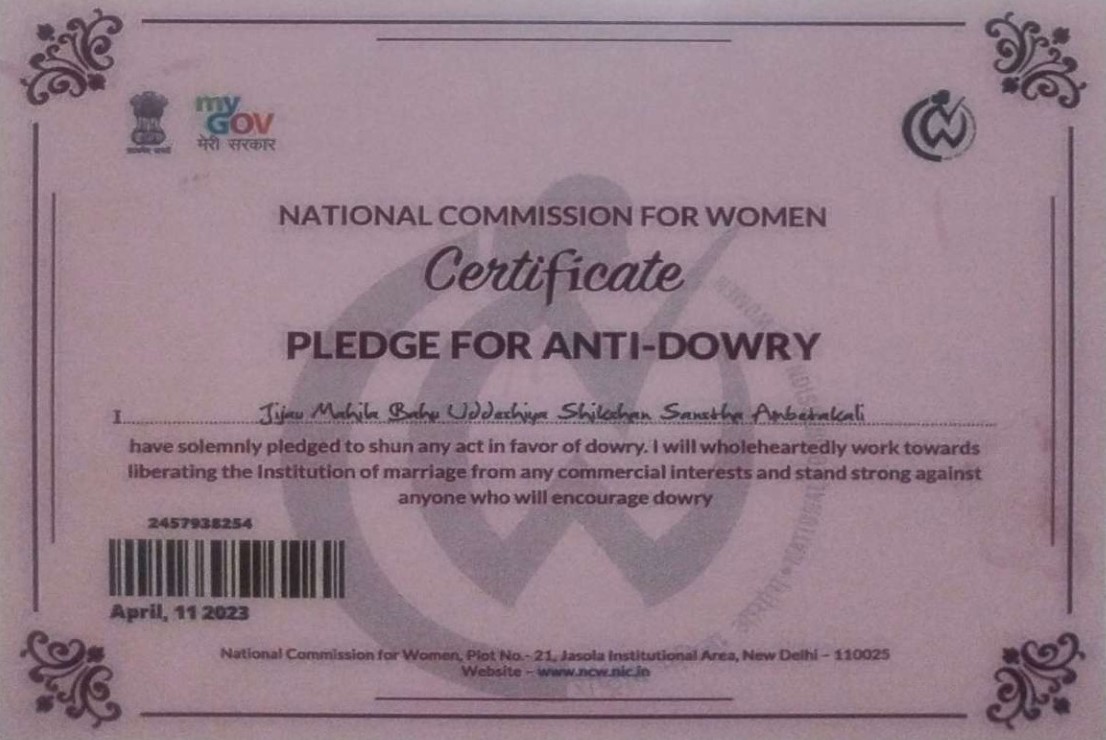 my
GOV
मेरी सरकार
NATIONAL COMMISSION FOR WOMEN
Certificate
PLEDGE FOR ANTI-DOWRY
I Jijau Mahila Bahu Uddeshiya Shikshan Sanstha Ambetakali
have solemnly pledged to shun any act in favor of dowry. I will wholeheartedly work towards
liberating the Institution of marriage from any commercial interests and stand strong against
anyone who will encourage dowry
2457938254
April, 11 2023
National Commission for Women, Plot No.- 21, Jasola Institutional Area, New Delhi – 110025
Website – www.ncw.nic.in